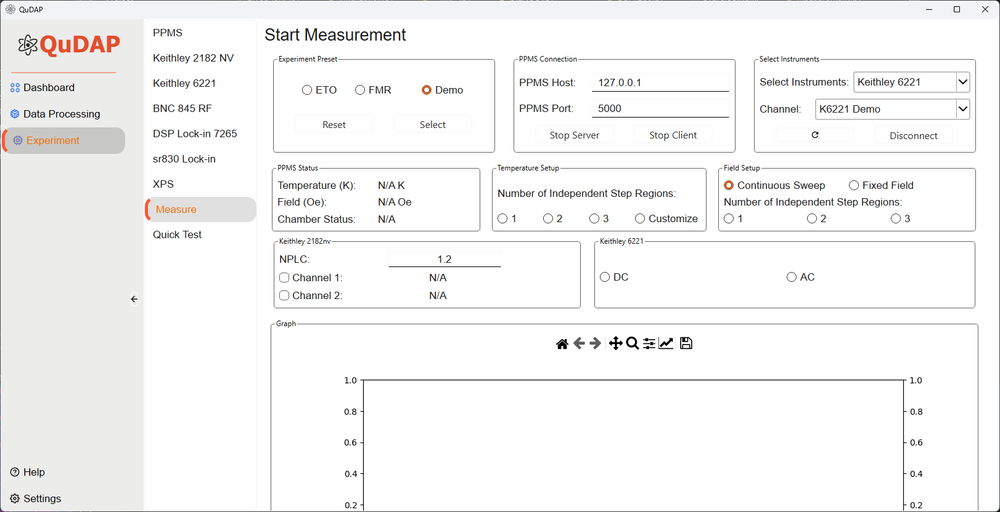 QuDAP
QuDAP
Dashboard
Data Processing
Experiment
Help
Settings
PPMS
Keithley 2182 NV
Keithley 6221
BNC 845 RF
DSP Lock-in 7265
sr830 Lock-in
XPS
Measure
Quick Test
Start Measurement
Experiment Preset
ETO FMR Demo
Reset Select
PPMS Connection
PPMS Host: 127.0.0.1
PPMS Port: 5000
Stop Server Stop Client
Select Instruments
Select Instruments: Keithley 6221
Channel: K6221 Demo
Disconnect
PPMS Status
Temperature (K): N/A K
Field (Oe): N/A Oe
Chamber Status: N/A
Temperature Setup
Number of Independent Step Regions:
1 2 3 Customize
Field Setup
Continuous Sweep Fixed Field
Number of Independent Step Regions:
1 2 3
Keithley 2182nv
NPLC: 1.2
Channel 1: N/A
Channel 2: N/A
Keithley 6221
DC AC
Graph
1.0 1.0
0.8 0.8
0.6 0.6
0.4 0.4
0.2 0.2